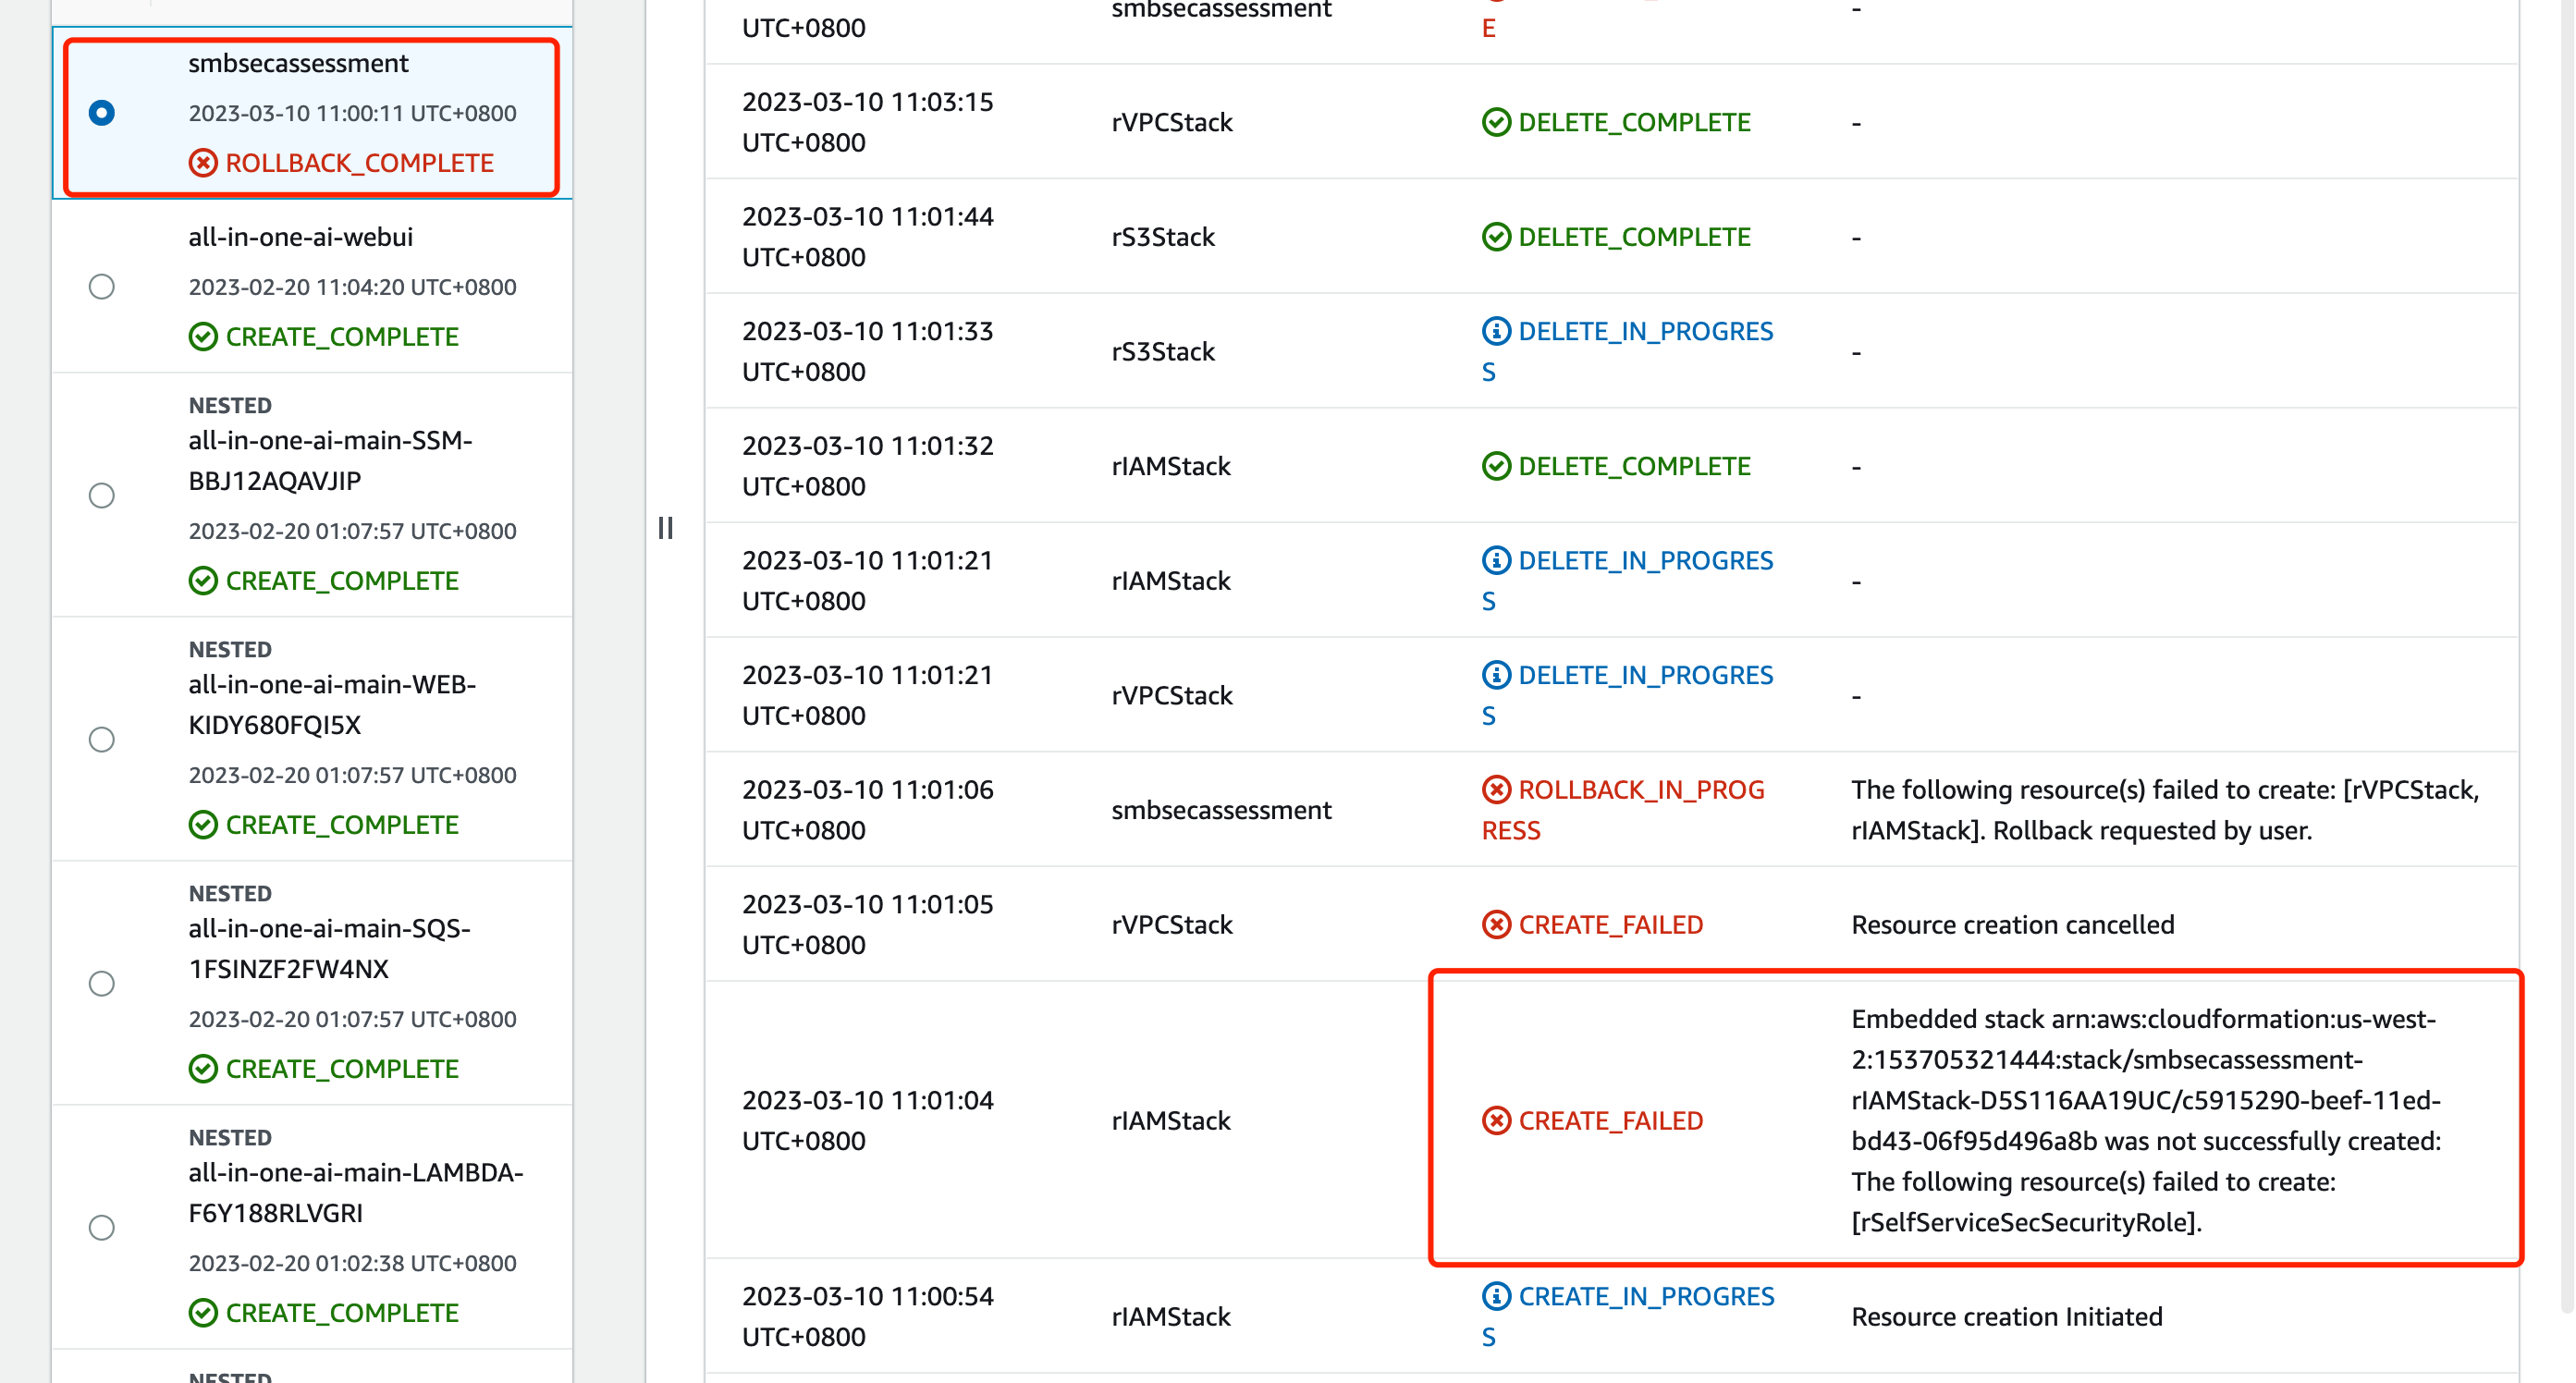 smbsecassessment
2023-03-10 11:00:11 UTC+0800
ROLLBACK_COMPLETE
all-in-one-ai-webui
2023-02-20 11:04:20 UTC+0800
CREATE_COMPLETE
NESTED
all-in-one-ai-main-SSM-
BBJ12AQAVJIP
2023-02-20 01:07:57 UTC+0800
CREATE_COMPLETE
NESTED
all-in-one-ai-main-WEB-
KIDY680FQI5X
2023-02-20 01:07:57 UTC+0800
CREATE_COMPLETE
NESTED
all-in-one-ai-main-SQS-
1FSINZF2FW4NX
2023-02-20 01:07:57 UTC+0800
CREATE_COMPLETE
NESTED
all-in-one-ai-main-LAMBDA-
F6Y188RLVGRI
2023-02-20 01:02:38 UTC+0800
CREATE_COMPLETE
NESTED
smbsecassessment
-
UTC+0800
E
2023-03-10 11:03:15
UTC+0800
rVPCStack
DELETE_COMPLETE
-
2023-03-10 11:01:44
UTC+0800
rS3Stack
DELETE_COMPLETE
-
2023-03-10 11:01:33
UTC+0800
rS3Stack
DELETE_IN_PROGRES
S
-
2023-03-10 11:01:32
UTC+0800
rIAMStack
DELETE_COMPLETE
-
2023-03-10 11:01:21
UTC+0800
rIAMStack
DELETE_IN_PROGRES
S
-
2023-03-10 11:01:21
UTC+0800
rVPCStack
DELETE_IN_PROGRES
S
-
2023-03-10 11:01:06
UTC+0800
smbsecassessment
ROLLBACK_IN_PROG
RESS
The following resource(s) failed to create: [rVPCStack,
rIAMStack]. Rollback requested by user.
2023-03-10 11:01:05
UTC+0800
rVPCStack
CREATE_FAILED
Resource creation cancelled
2023-03-10 11:01:04
UTC+0800
rIAMStack
CREATE_FAILED
Embedded stack arn:aws:cloudformation:us-west-
2:153705321444:stack/smbsecassessment-
rIAMStack-D5S116AA19UC/c5915290-beef-11ed-
bd43-06f95d496a8b was not successfully created:
The following resource(s) failed to create:
[rSelfServiceSecSecurityRole].
2023-03-10 11:00:54
UTC+0800
rIAMStack
CREATE_IN_PROGRES
S
Resource creation Initiated